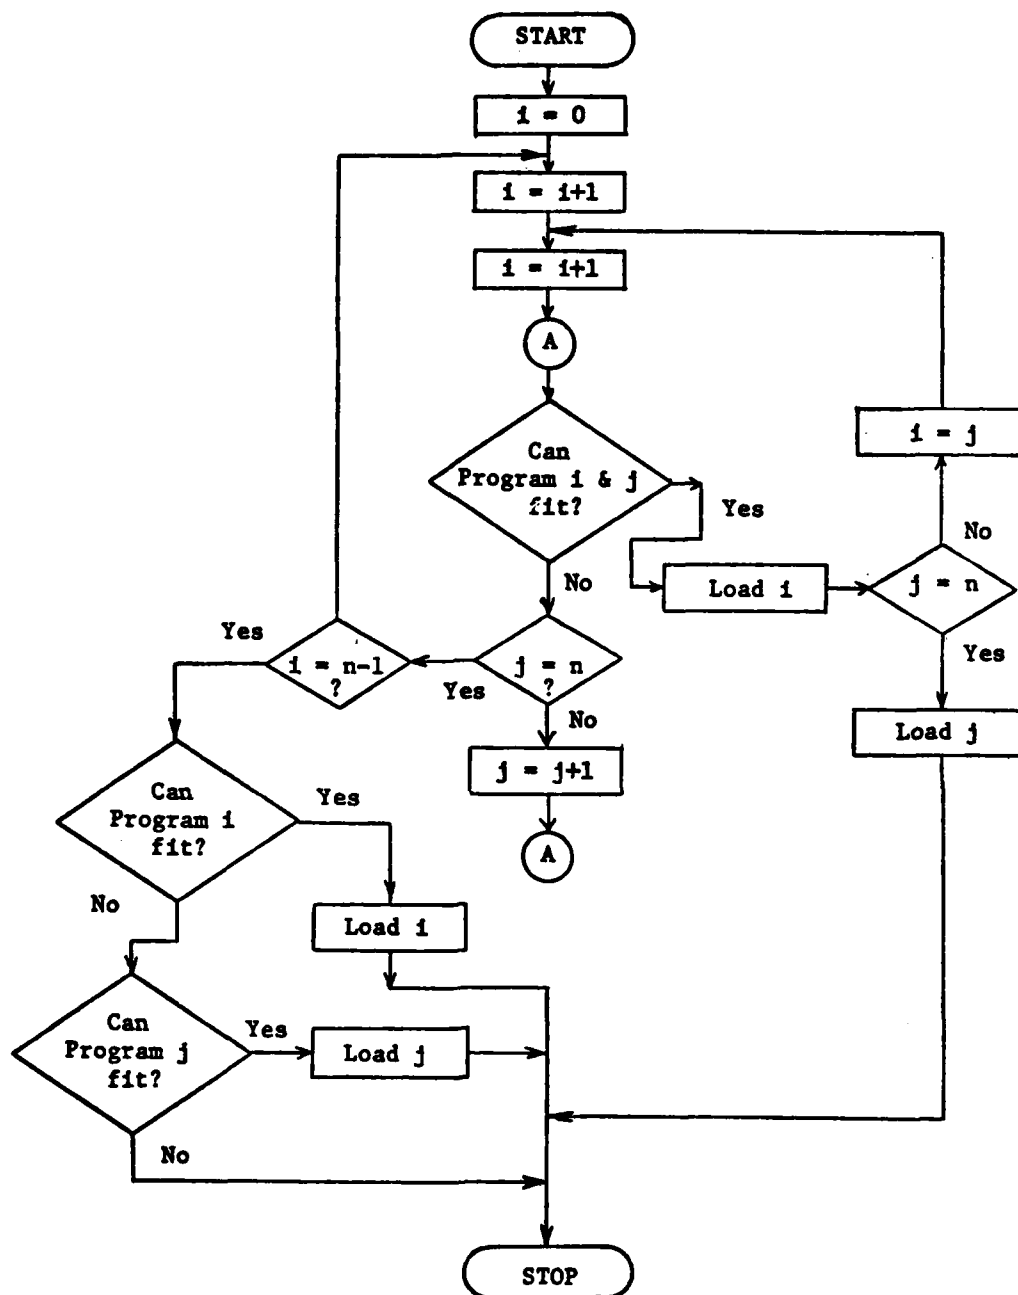 START
i = 0
i = i+1
i = i+1
A
Can
Program i & j
fit?
Yes
No
Load i
j = n
No
i = j
Yes
Load j
j = n
?
Yes
No
j = j+1
A
i = n-1
?
Yes
Can
Program i
fit?
Yes
Load i
No
Can
Program j
fit?
Yes
Load j
No
STOP